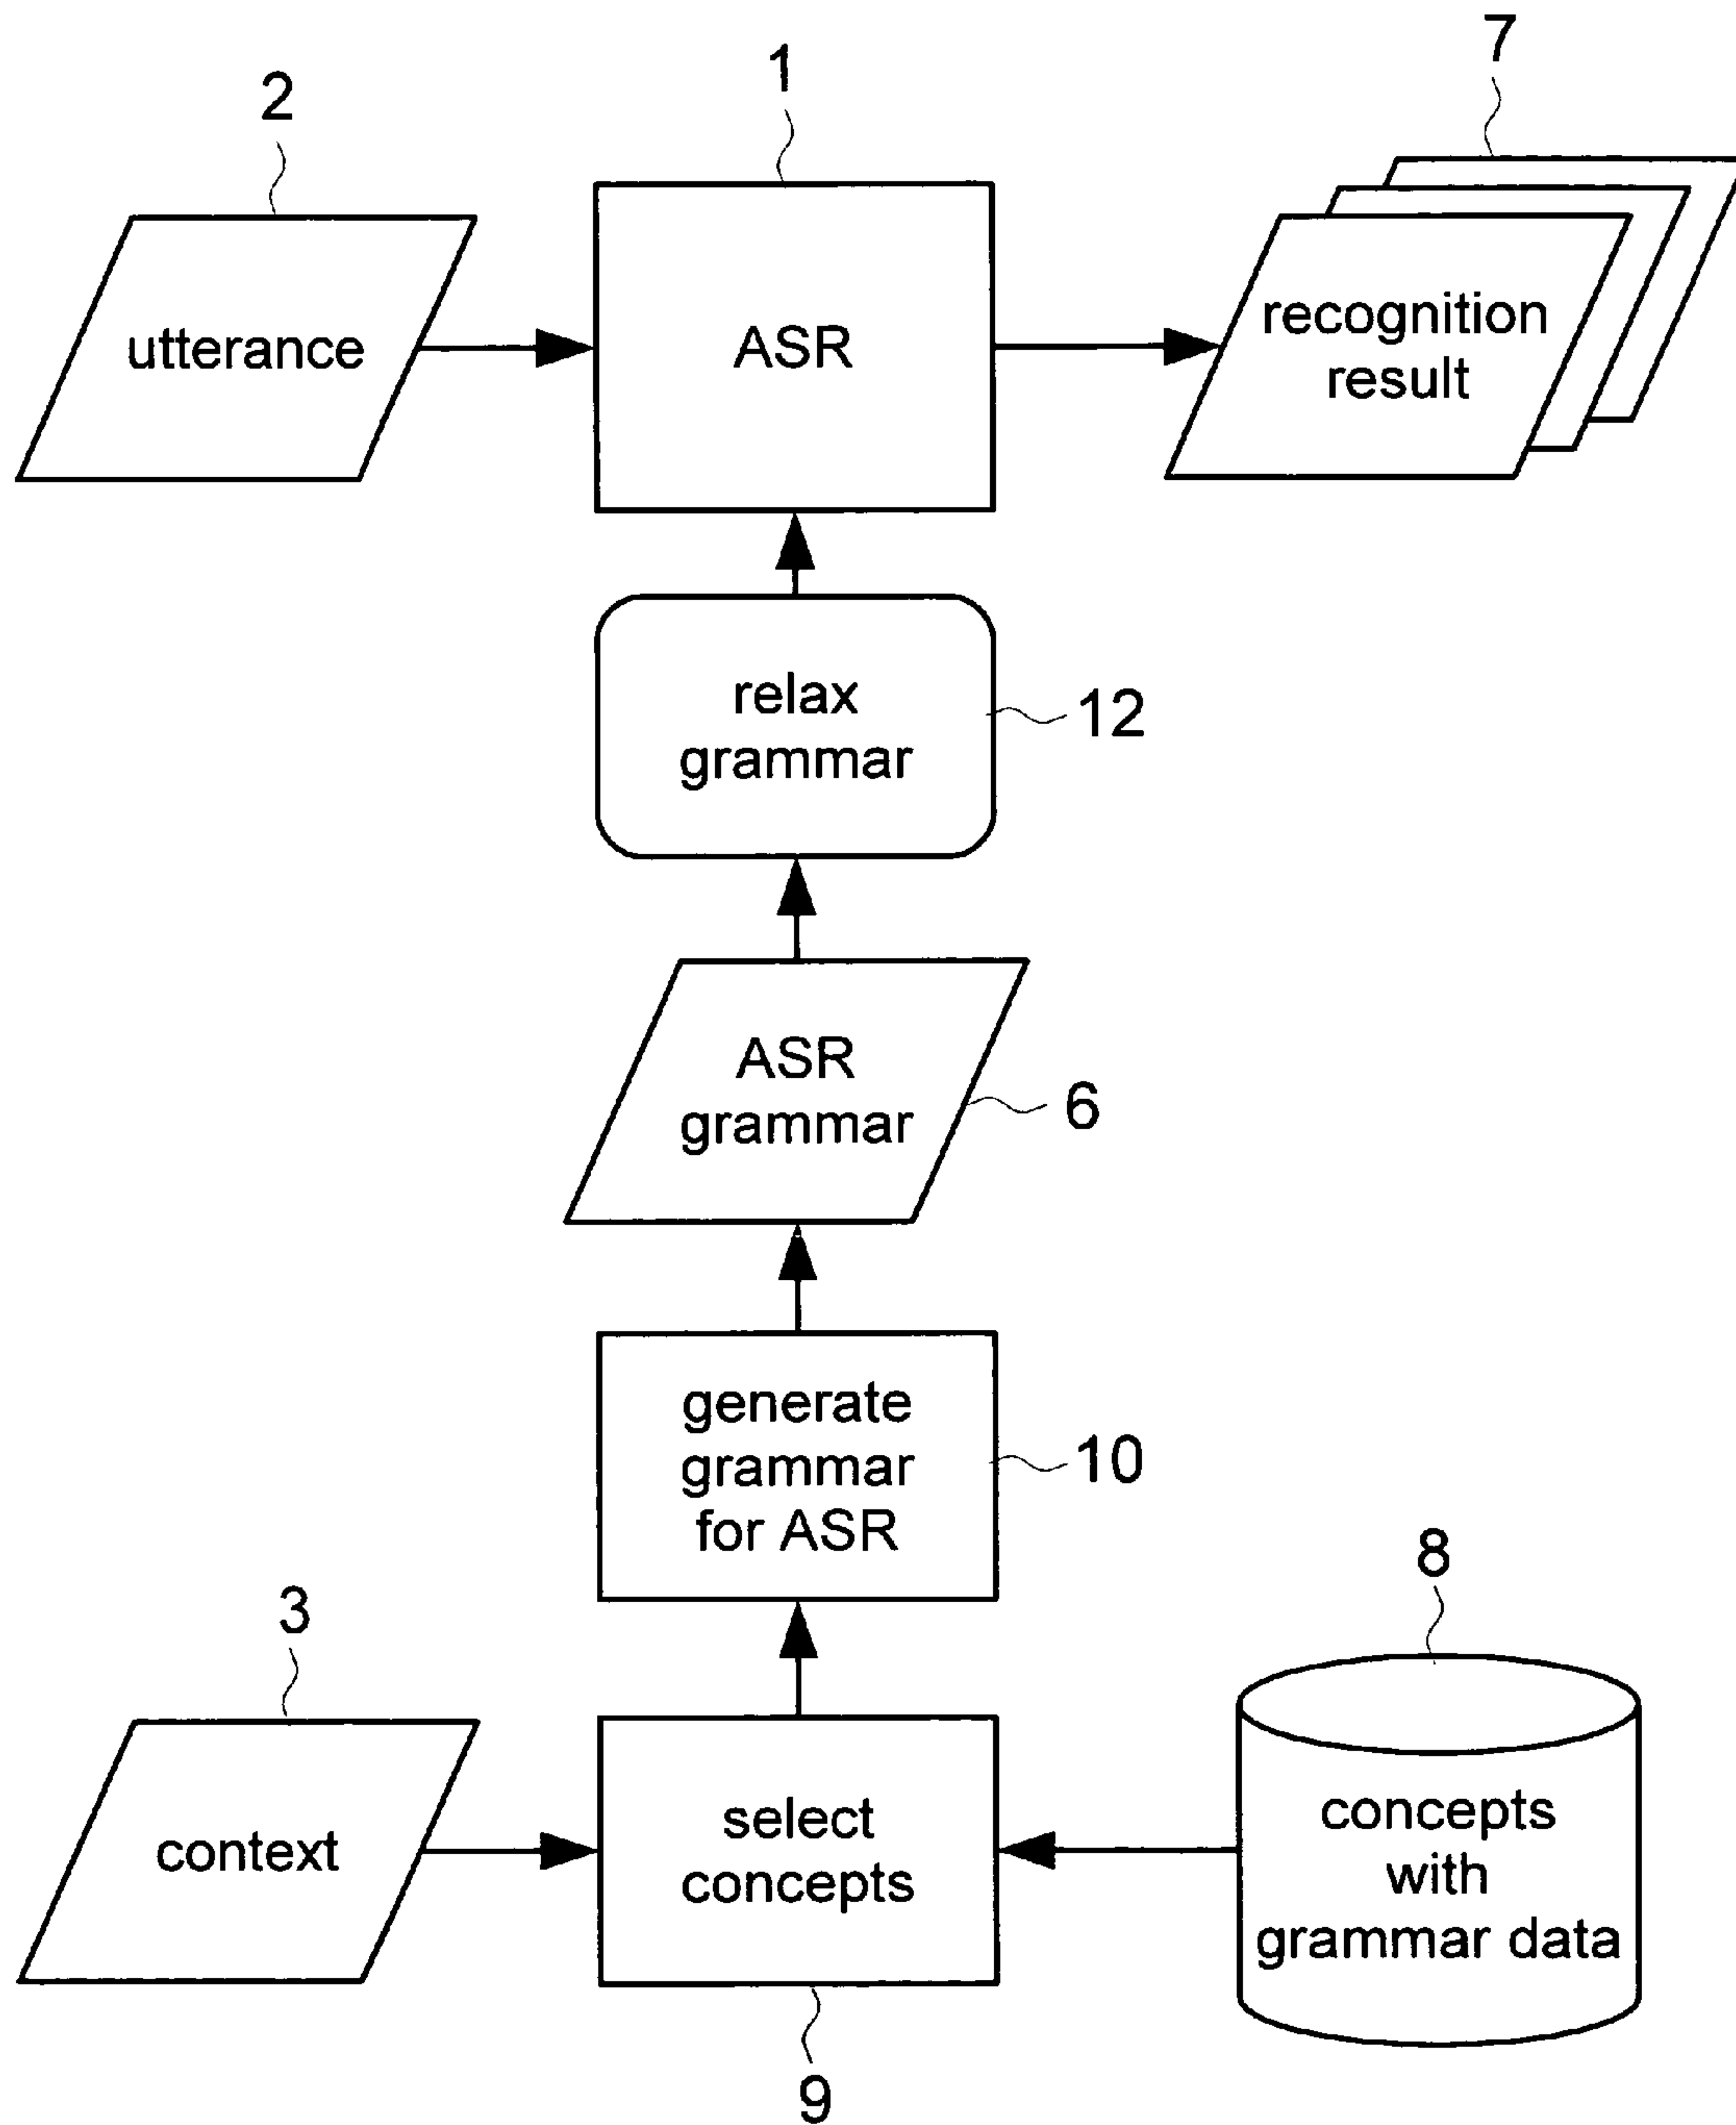 7
1
2
utterance
ASR
recognition
result
relax
grammar
12
ASR
grammar
6
generate
grammar
for ASR
10
8
3
context
select
concepts
concepts
with
grammar data
9